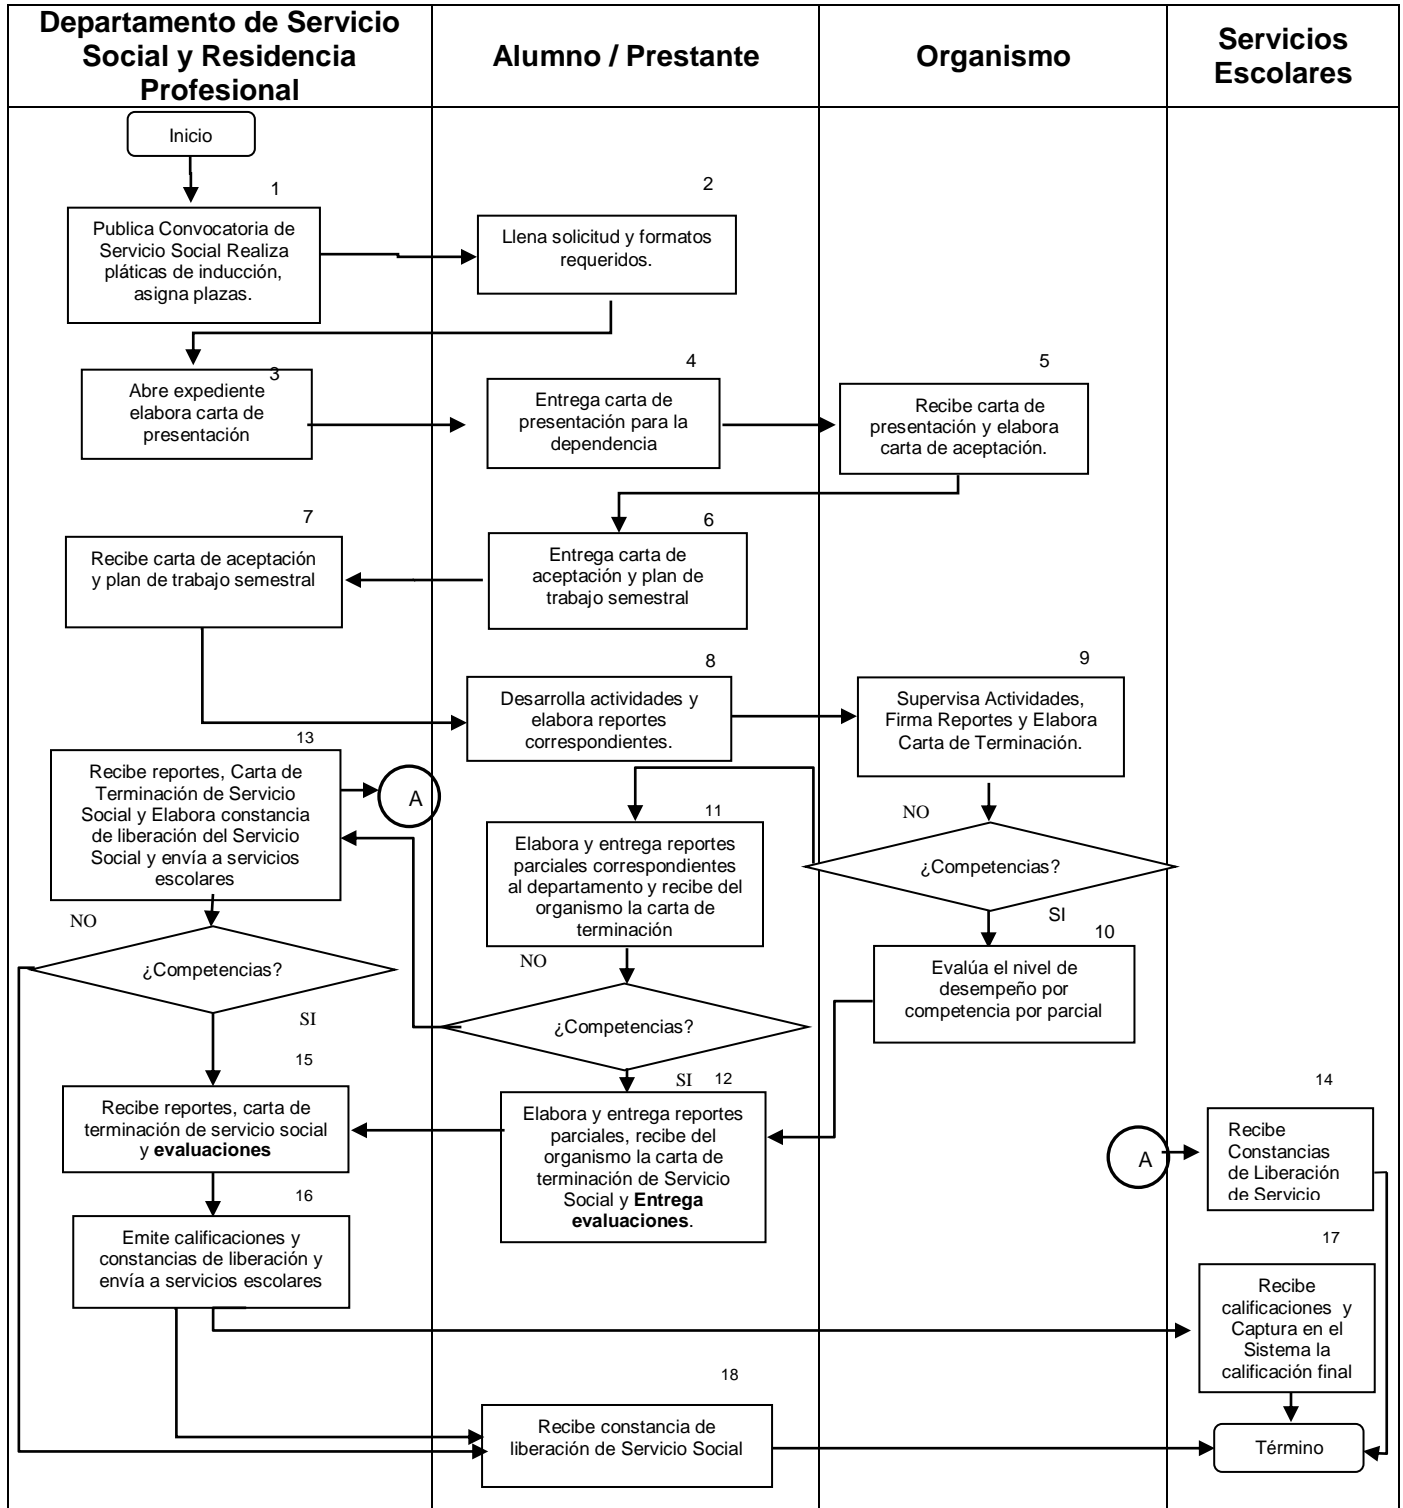 Departamento de Servicio
Social y Residencia
Profesional
Alumno / Prestante
Organismo
Servicios
Escolares
Inicio
1
Publica Convocatoria de
Servicio Social Realiza
pláticas de inducción,
asigna plazas.
2
Llena solicitud y formatos
requeridos.
3
Abre expediente
elabora carta de
presentación
4
Entrega carta de
presentación para la
dependencia
5
Recibe carta de
presentación y elabora
carta de aceptación.
6
Entrega carta de
aceptación y plan de
trabajo semestral
7
Recibe carta de aceptación
y plan de trabajo semestral
8
Desarrolla actividades y
elabora reportes
correspondientes.
9
Supervisa Actividades,
Firma Reportes y Elabora
Carta de Terminación.
NO
¿Competencias?
SI
10
Evalúa el nivel de
desempeño por
competencia por parcial
11
Elabora y entrega reportes
parciales correspondientes
al departamento y recibe del
organismo la carta de
terminación
NO
¿Competencias?
SI
12
Elabora y entrega reportes
parciales, recibe del
organismo la carta de
terminación de Servicio
Social y Entrega
evaluaciones.
13
Recibe reportes, Carta de
Terminación de Servicio
Social y Elabora constancia
de liberación del Servicio
Social y envía a servicios
escolares
A
NO
¿Competencias?
SI
14
A
Recibe
Constancias
de Liberación
de Servicio
15
Recibe reportes, carta de
terminación de servicio social
y evaluaciones
16
Emite calificaciones y
constancias de liberación y
envía a servicios escolares
17
Recibe
calificaciones y
Captura en el
Sistema la
calificación final
18
Recibe constancia de
liberación de Servicio Social
Término